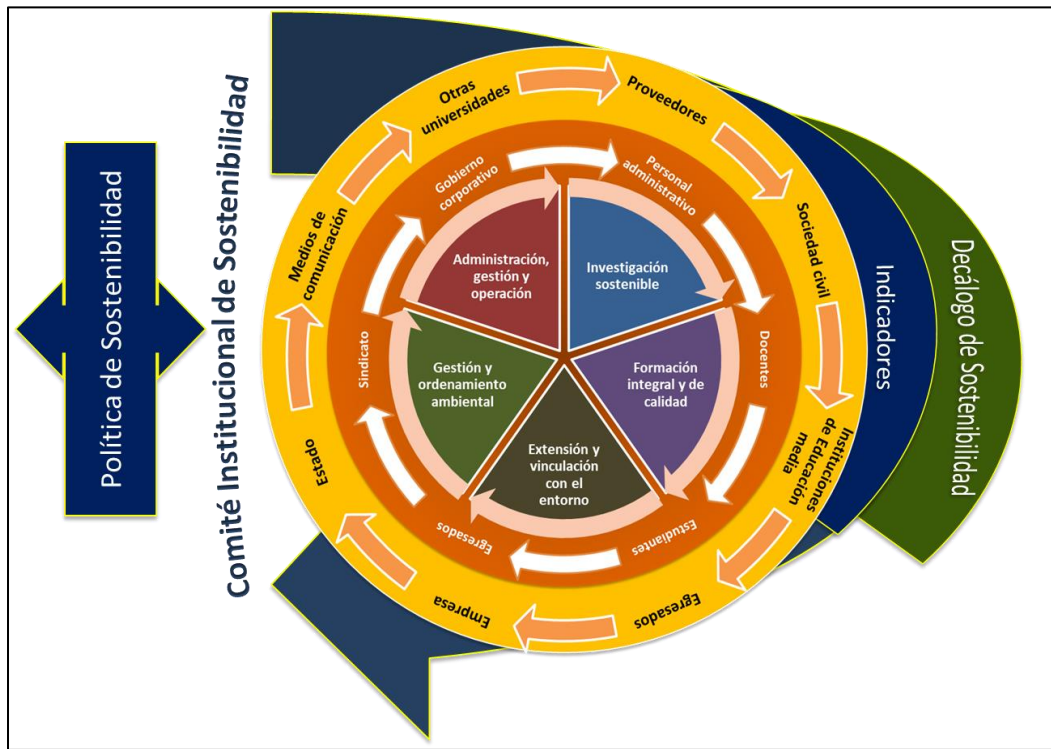 Política de Sostenibilidad
Comité Institucional de Sostenibilidad
Otras
universidades
Proveedores
Sociedad civil
Instituciones
de Educación
media
Egresados
Empresa
Estado
Medios de
comunicación
Gobierno
corporativo
Personal
administrativo
Docentes
Estudiantes
Egresados
Sindicato
Administración,
gestión y
operación
Investigación
sostenible
Formación
integral y de
calidad
Extensión y
vinculación
con el
entorno
Gestión y
ordenamiento
ambiental
Indicadores
Decálogo de Sostenibilidad